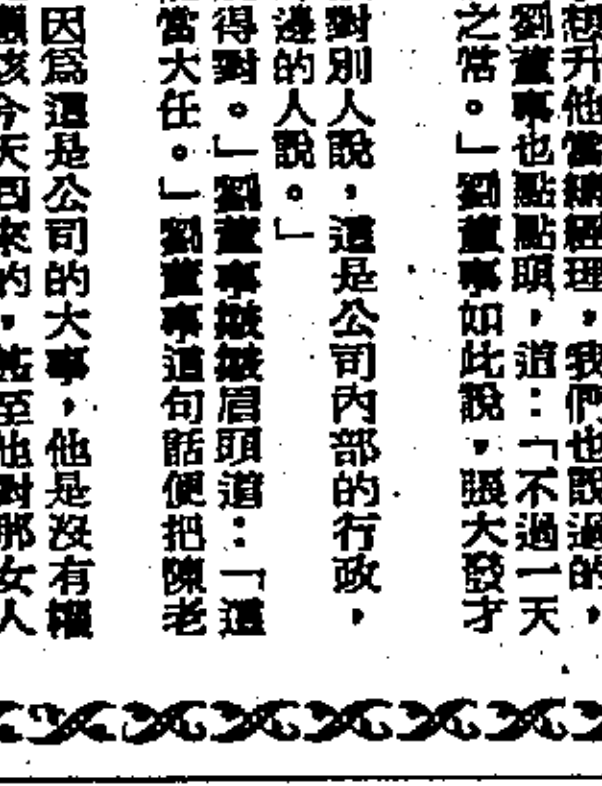 想升他當總經理,我們也說過的,
劉董事也點點頭,道:「不過一天
之常。」劉董事如此說,張大發才
對別人說,這是公司內部的行政,
邊的人說。」
得對。」劉董事皺皺眉頭道:「這
當大任。」劉董事這句話便把陳老
因為這是公司的大事,他是沒有權
該今天回來的,甚至他對那女人